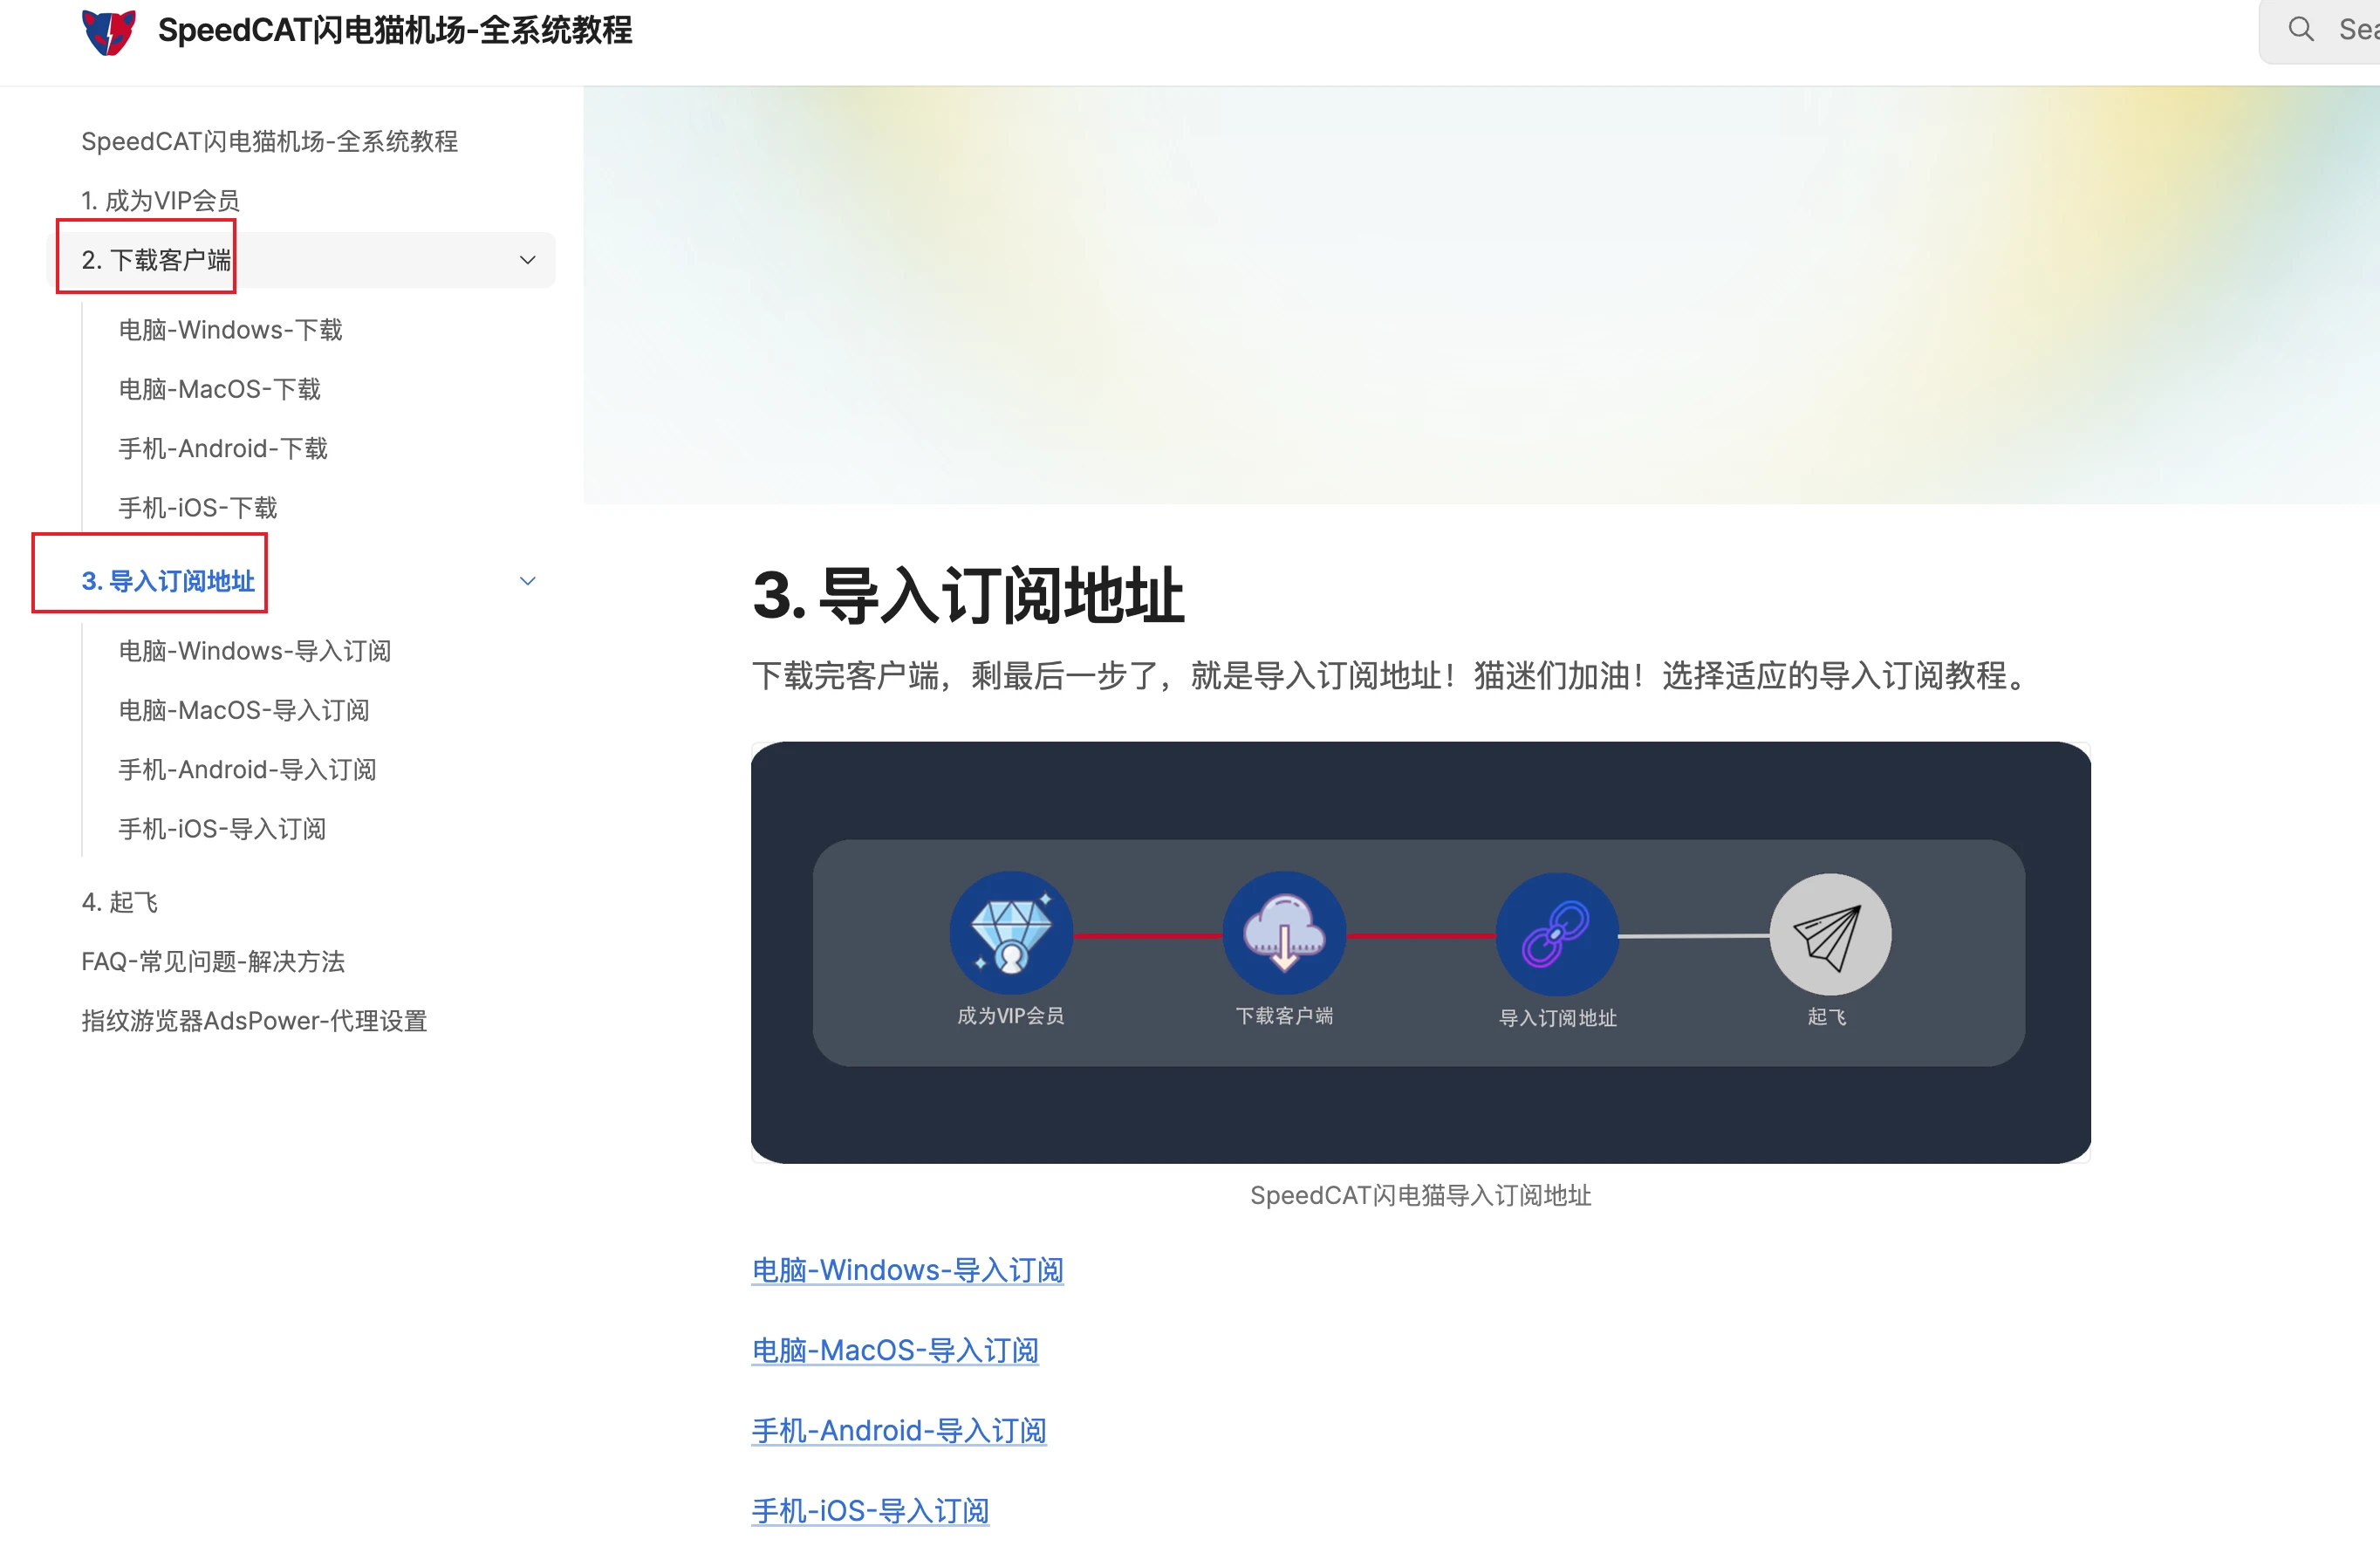 SpeedCAT闪电猫机场-全系统教程
SpeedCAT闪电猫机场-全系统教程
1. 成为VIP会员
2. 下载客户端
电脑-Windows-下载
电脑-MacOS-下载
手机-Android-下载
手机-iOS-下载
3. 导入订阅地址
电脑-Windows-导入订阅
电脑-MacOS-导入订阅
手机-Android-导入订阅
手机-iOS-导入订阅
4. 起飞
FAQ-常见问题-解决方法
指纹游览器AdsPower-代理设置
3. 导入订阅地址
下载完客户端，剩最后一步了，就是导入订阅地址！猫迷们加油！选择适应的导入订阅教程。
成为VIP会员
下载客户端
导入订阅地址
起飞
SpeedCAT闪电猫导入订阅地址
电脑-Windows-导入订阅
电脑-MacOS-导入订阅
手机-Android-导入订阅
手机-iOS-导入订阅